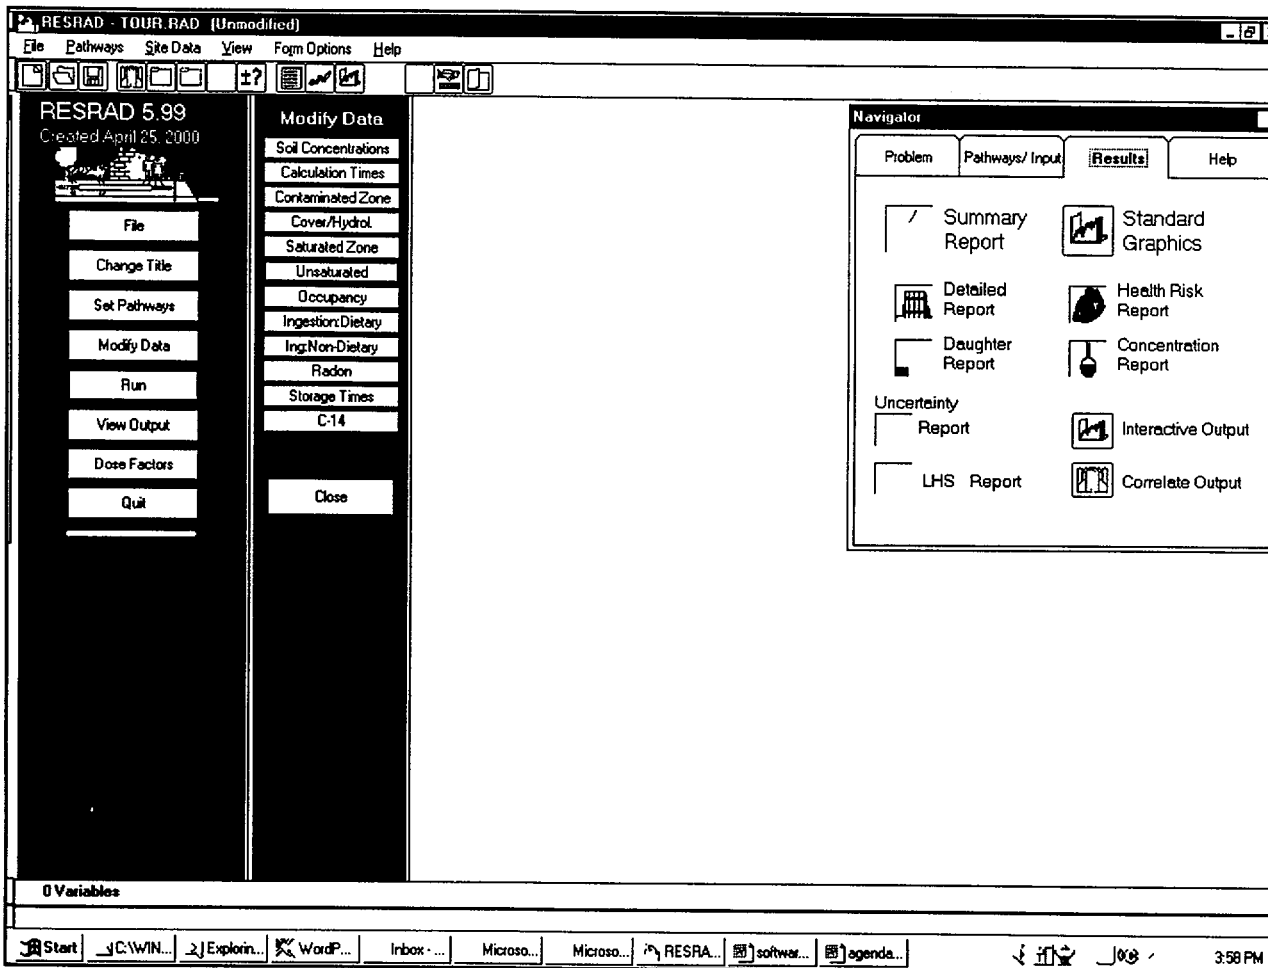 RESRAD - TOUR.RAD (Unmodified)
File Pathways Site Data View Form Options Help
±?
RESRAD 5.99
Created April 25, 2000
File
Change Title
Set Pathways
Modify Data
Run
View Output
Dose Factors
Quit
Modify Data
Soil Concentrations
Calculation Times
Contaminated Zone
Cover/Hydrol.
Saturated Zone
Unsaturated
Occupancy
Ingestion:Dietary
Ing:Non-Dietary
Radon
Storage Times
C-14
Close
Navigator
Problem Pathways/ Input Results Help
Summary Report
Standard Graphics
Detailed Report
Health Risk Report
Daughter Report
Concentration Report
Uncertainty Report
Interactive Output
LHS Report
Correlate Output
0 Variables
Start C:\WIN... Explorin... WordP... Inbox - ... Microso... Microso... RESRA... softwar... agenda... 3:58 PM